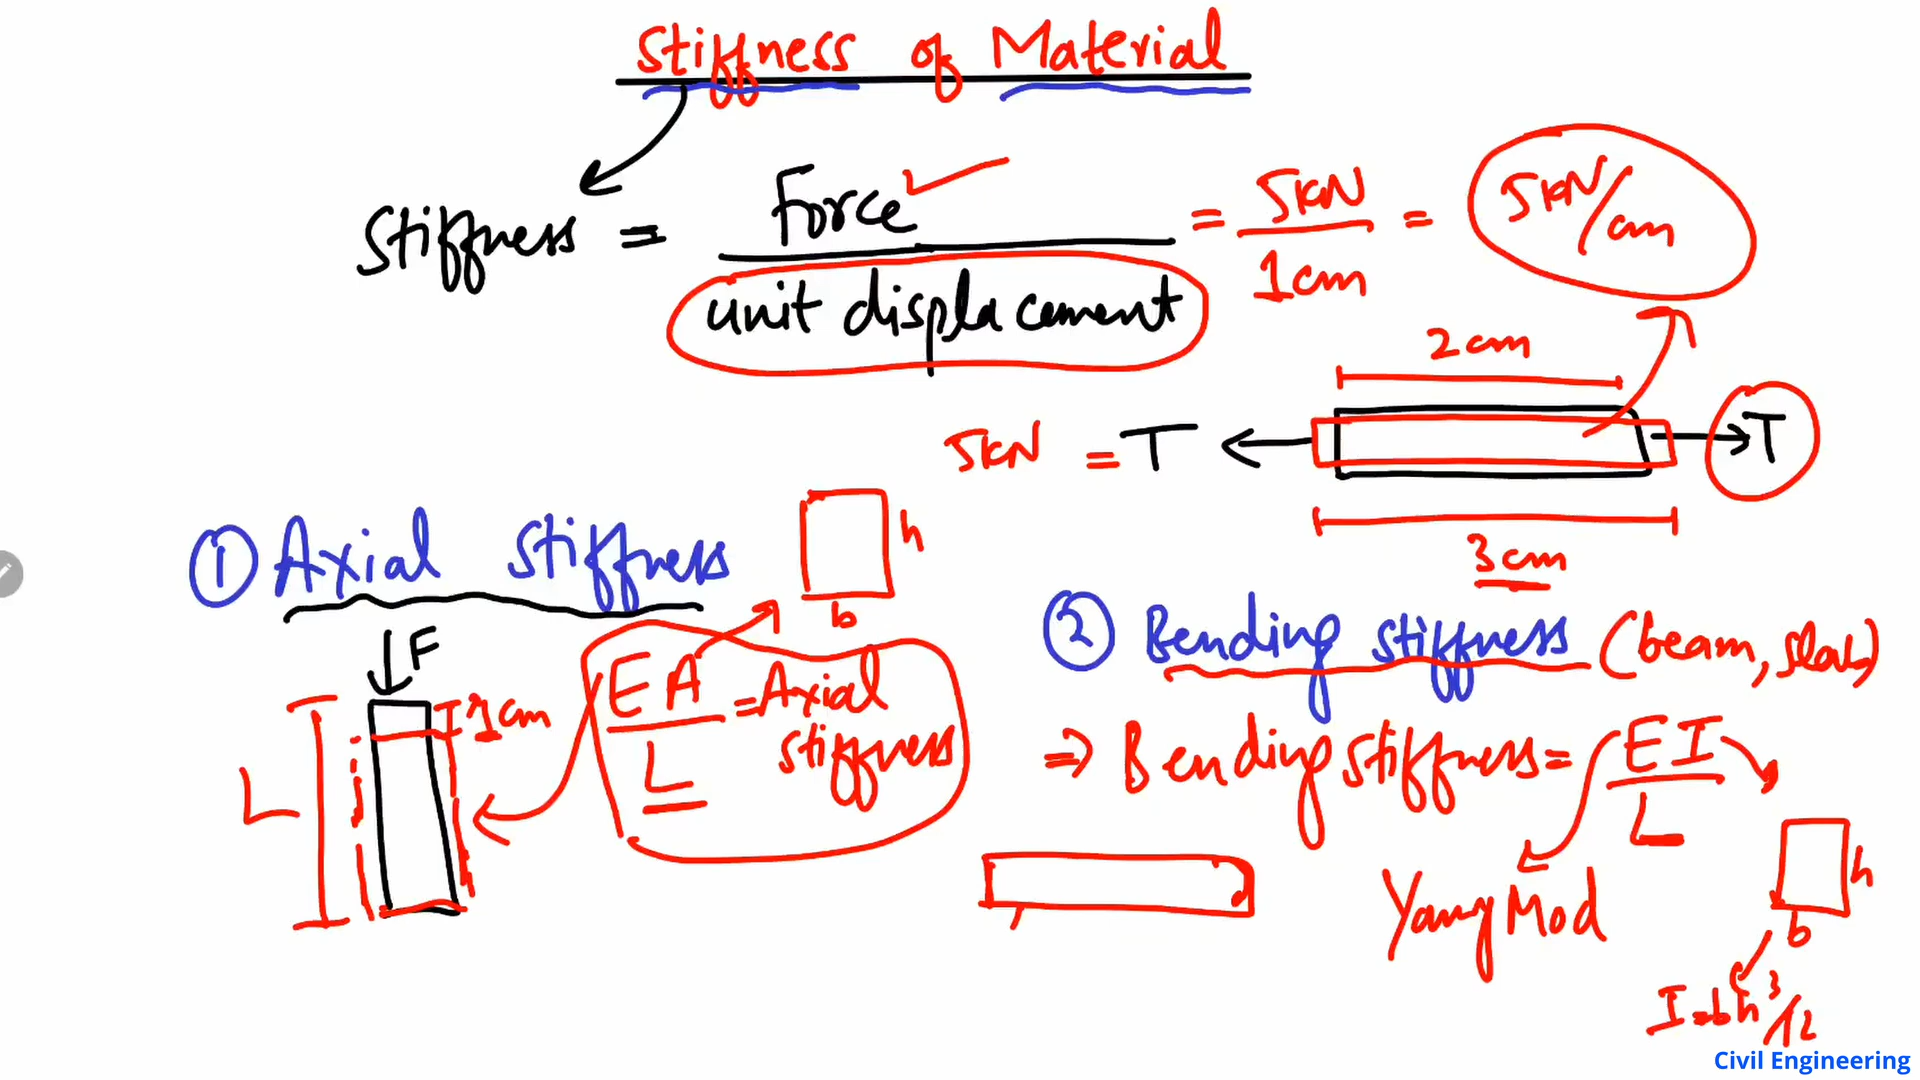 Stiffness of Material
Stiffness = Force / unit displacement = 5kN / 1cm = 5kN/cm
2cm
5kN = T
T
3cm
① Axial stiffness
h
b
F
1cm
L
EA / L = Axial stiffness
② Bending stiffness (beam, slab)
⇒ Bending stiffness = EI / L
Yang Mod
h
b
I=bh³/12
Civil Engineering